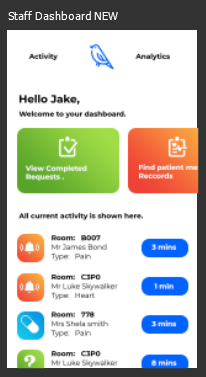 Staff Dashboard NEW
Activity
Analytics
Hello Jake,
Welcome to your dashboard.
View Completed
Requests .
Find patient me
Reccords
All current activity is shown here.
Room: B007
Mr James Bond
Type: Pain
3 mins
Room: C3P0
Mr Luke Skywalker
Type: Heart
1 min
Room: 778
Mrs Shela smith
Type: Pain
3 mins
?
Room: C3P0
Mr Luke Skywalker
8 mins